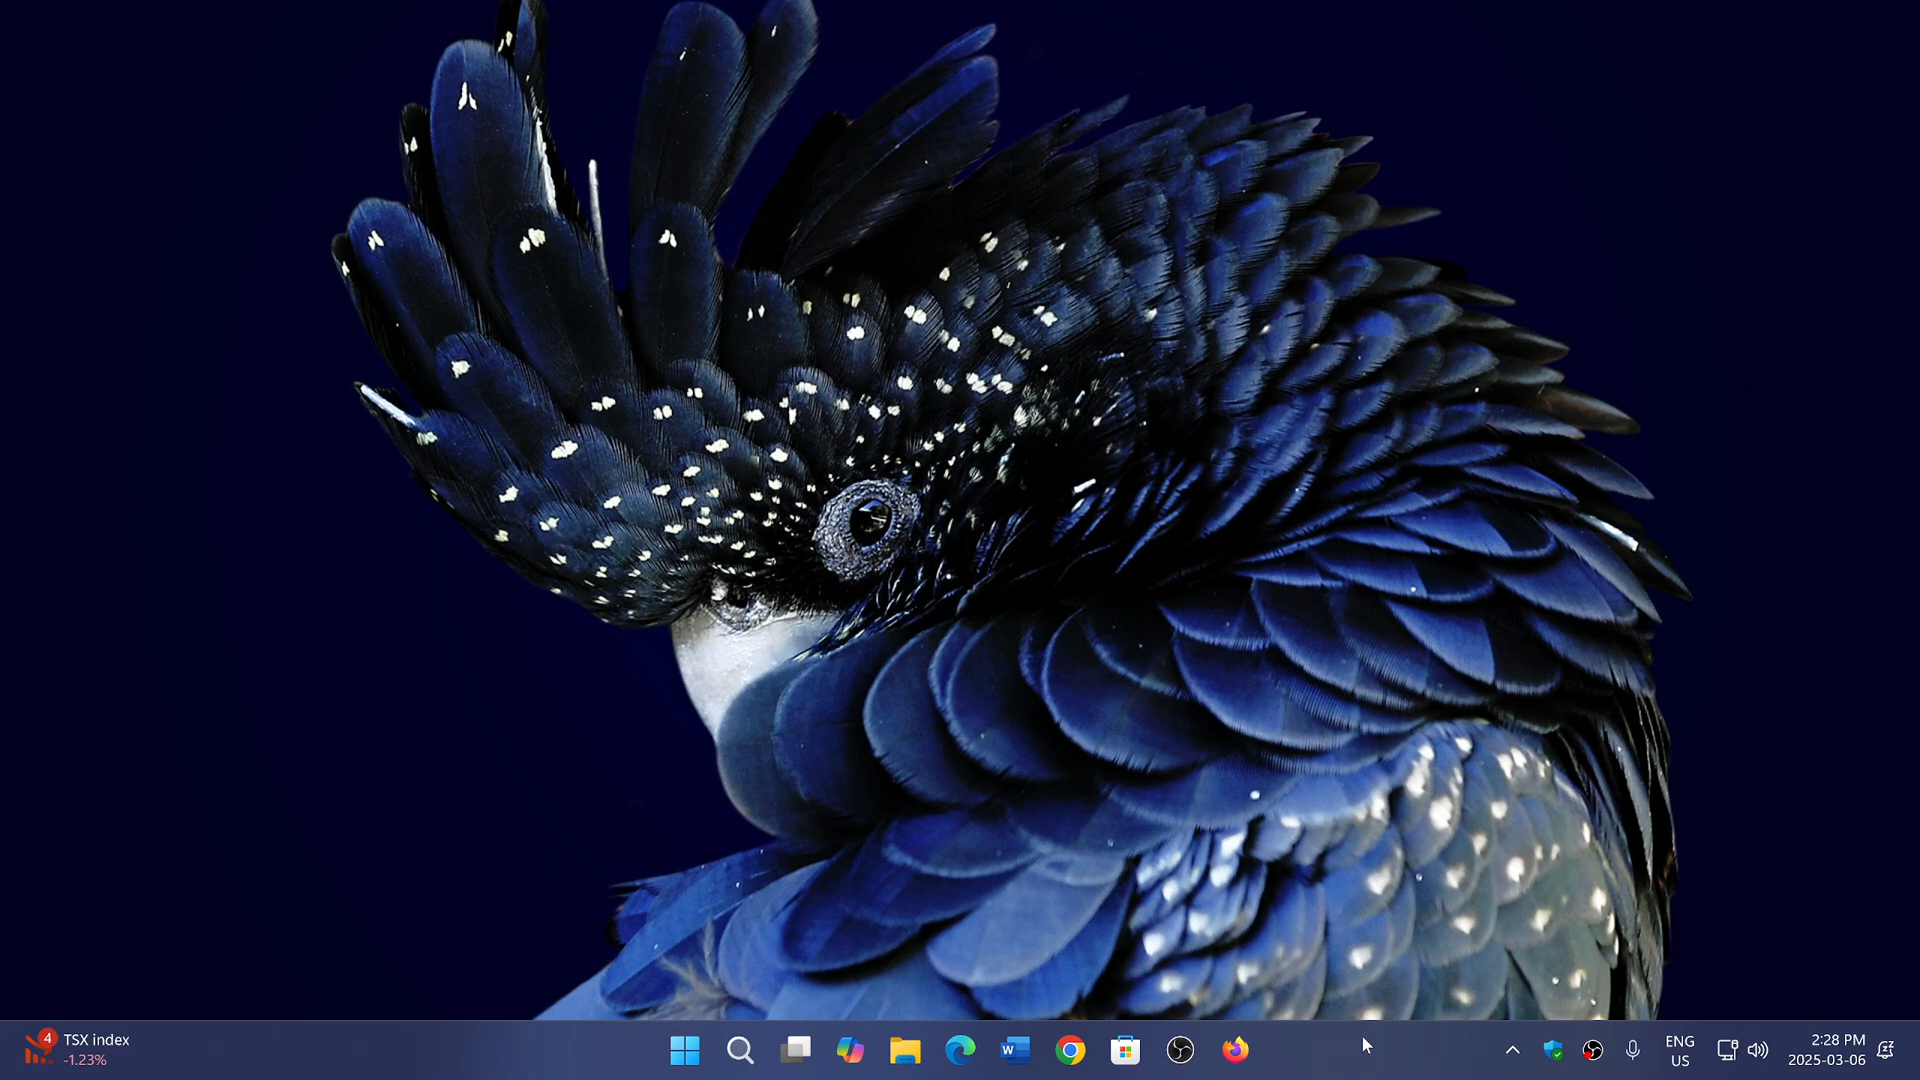 4
TSX index
-1.23%
W
ENG
US
2:28 PM
2025-03-06